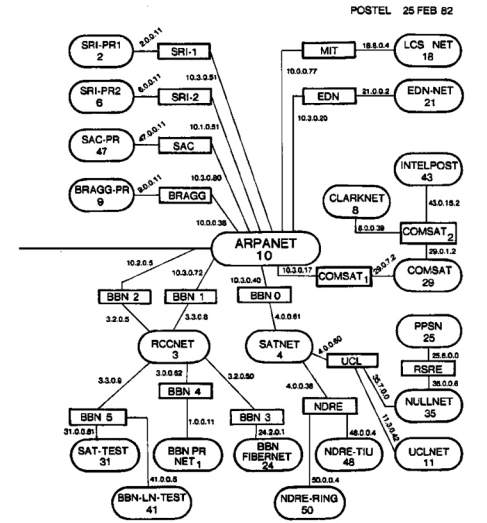 POSTEL 25 FEB 82
SRI-PR1
2
2.0.0.11
SRI-1
10.3.0.51
MIT
18.8.0.4
10.0.0.77
LCS NET
18
SRI-PR2
6
6.0.0.11
SRI-2
10.1.0.51
EDN
21.0.0.2
10.3.0.20
EDN-NET
21
SAC-PR
47
47.0.0.11
SAC
10.3.0.80
INTELPOST
43
43.0.15.2
BRAGG-PR
9
9.0.0.11
BRAGG
10.0.0.38
CLARKNET
8
8.0.0.39
COMSAT2
29.0.1.2
ARPANET
10
10.3.0.17
COMSAT1
29.0.7.2
COMSAT
29
10.2.0.5
10.3.0.72
10.3.0.40
BBN 2
BBN 1
BBN 0
3.2.0.5
3.3.0.8
4.0.0.61
RCCNET
3
SATNET
4
4.0.0.60
UCL
PPSN
25
25.6.0.0
RSRE
35.0.0.6
35.7.0.0
NULLNET
35
3.3.0.9
3.0.0.62
3.2.0.50
4.0.0.38
11.3.0.42
BBN 5
BBN 4
BBN 3
NDRE
31.0.0.61
1.0.0.11
24.2.0.1
48.0.0.4
SAT-TEST
31
BBN PR
NET1
BBN
FIBERNET
24
NDRE-TIU
48
UCLNET
11
41.0.0.5
BBN-LN-TEST
41
50.0.0.4
NDRE-RING
50